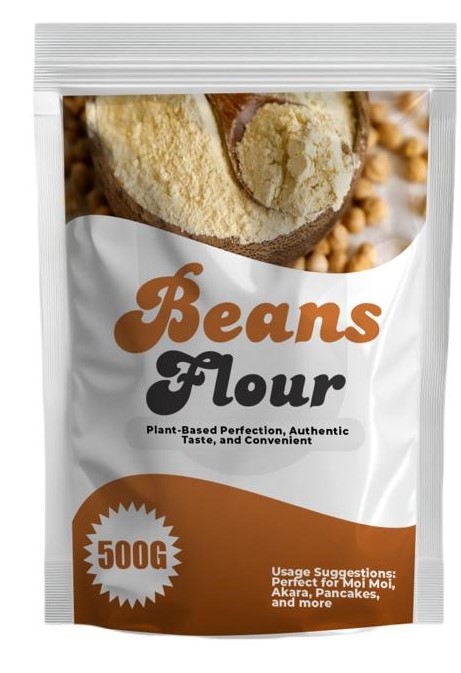 Beans
Flour
Plant-Based Perfection, Authentic
Taste, and Convenient
500G
Usage Suggestions:
Perfect for Moi Moi,
Akara, Pancakes,
and more